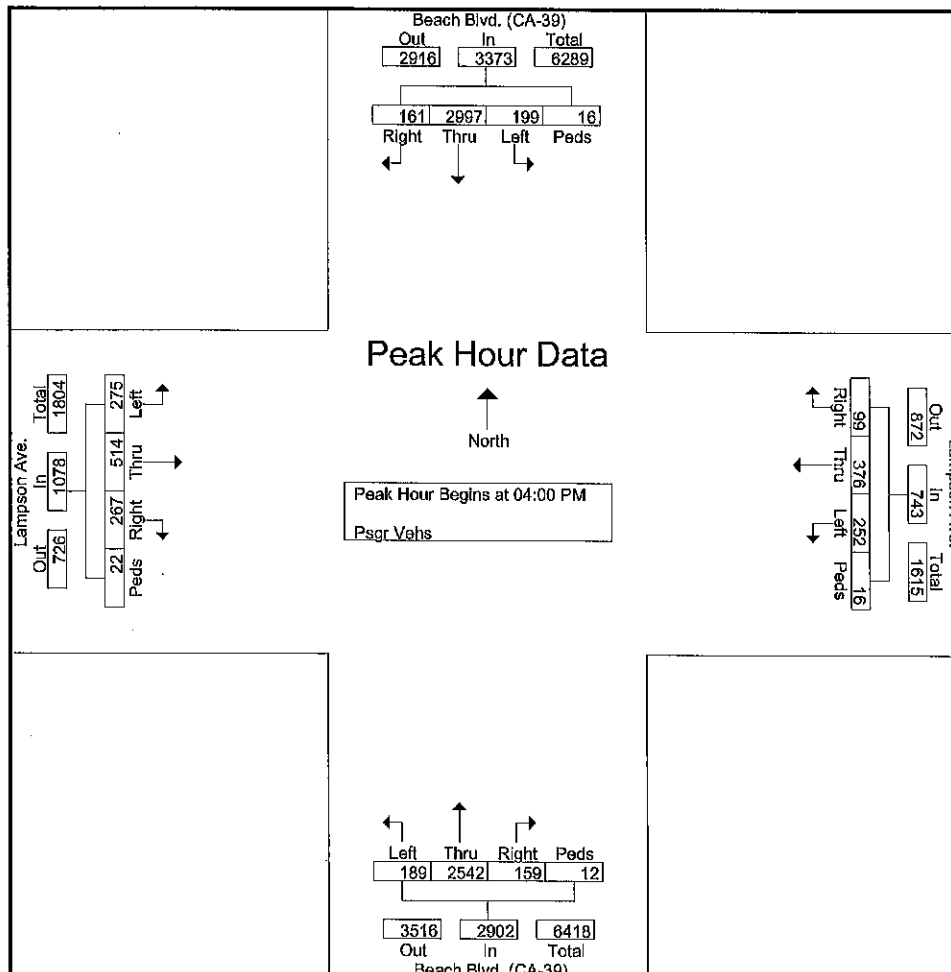 Beach Blvd. (CA-39)
Out In Total
2916 3373 6289
161 2997 199 16
Right Thru Left Peds
Peak Hour Data
North
Peak Hour Begins at 04:00 PM
Psgr Vehs
Lampson Ave.
Total In Out
1804 1078 726
275 514 267 22
Left Thru Right Peds
Right Thru Left Peds
99 376 252 16
872 743 1615
Out In Total
Left Thru Right Peds
189 2542 159 12
3516 2902 6418
Out In Total
Beach Blvd. (CA-39)